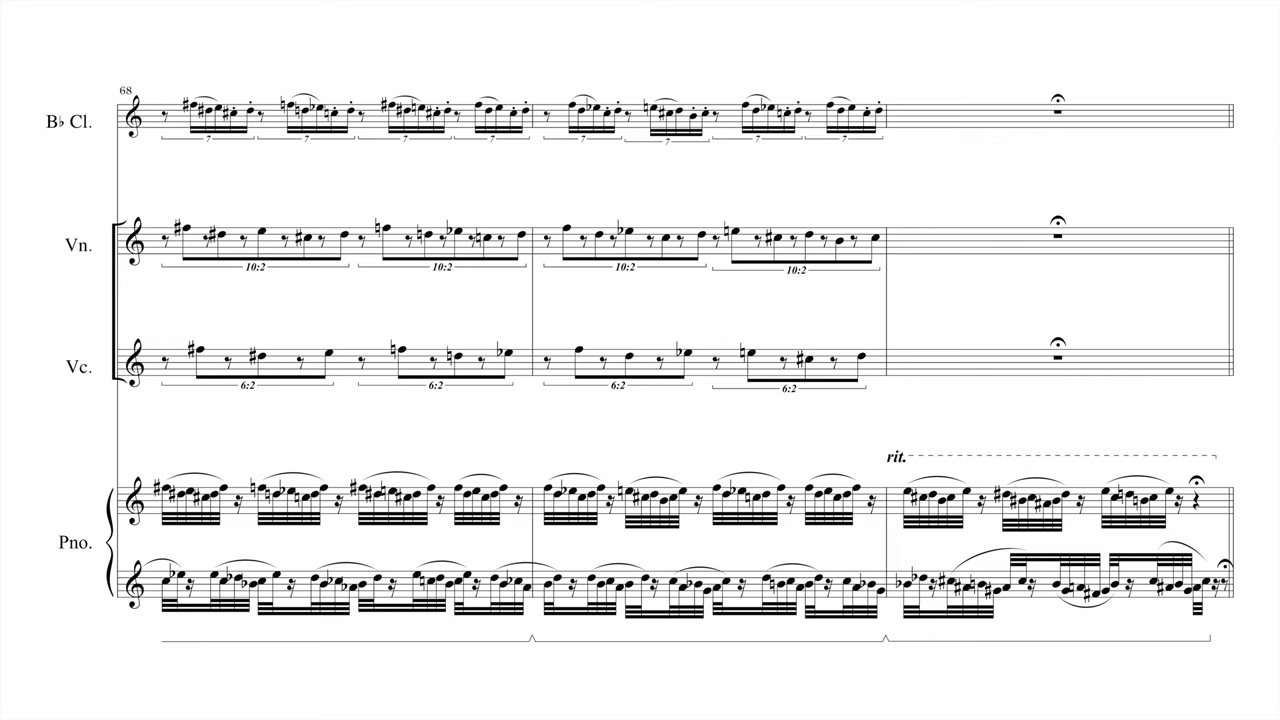 68
B♭ Cl.
7 7 7 7 7 7 7 7
Vn.
10:2 10:2 10:2 10:2
Vc.
6:2 6:2 6:2 6:2
rit.
Pno.